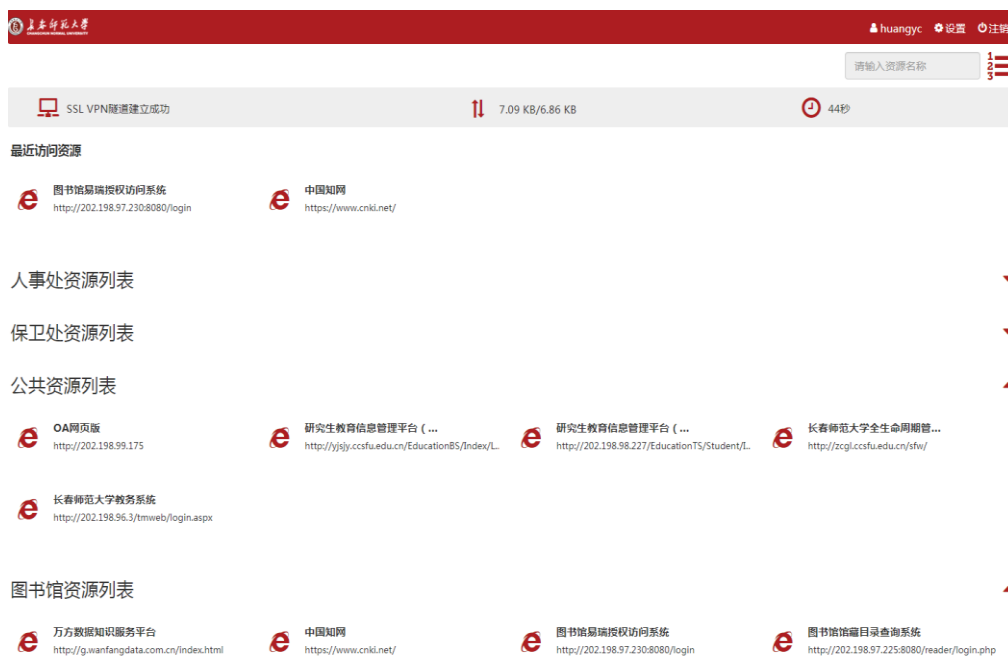 长春师范大学
CHANGCHUN NORMAL UNIVERSITY
huangyc 设置 注销
请输入资源名称
1
2
3
SSL VPN隧道建立成功 7.09 KB/6.86 KB 44秒
最近访问资源
图书馆易瑞授权访问系统 中国知网
http://202.198.97.230:8080/login https://www.cnki.net/
人事处资源列表
保卫处资源列表
公共资源列表
OA网页版 研究生教育信息管理平台 ( ... 研究生教育信息管理平台 ( ... 长春师范大学全生命周期管...
http://202.198.99.175 http://yjsjy.ccsfu.edu.cn/EducationBS/Index/L... http://202.198.98.227/EducationTS/Student/I... http://zcgl.ccsfu.edu.cn/sfw/
长春师范大学教务系统
http://202.198.96.3/tmweb/login.aspx
图书馆资源列表
万方数据知识服务平台 中国知网 图书馆易瑞授权访问系统 图书馆馆藏目录查询系统
http://g.wanfangdata.com.cn/index.html https://www.cnki.net/ http://202.198.97.230:8080/login http://202.198.97.225:8080/reader/login.php